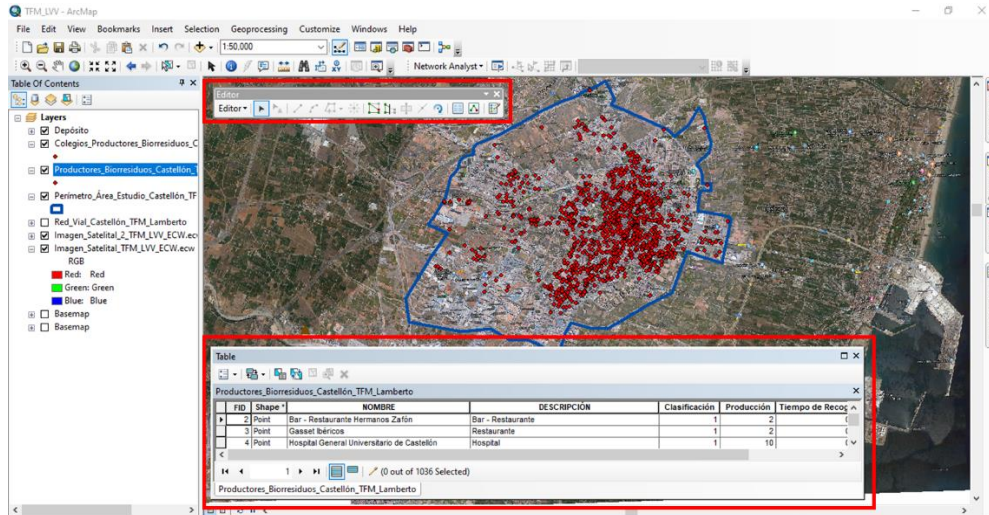 TFM_LVV - ArcMap
File Edit View Bookmarks Insert Selection Geoprocessing Customize Windows Help
1:50,000
Network Analyst
Table Of Contents
Layers
Depósito
Colegios_Productores_Biorresiduos_C
Productores_Biorresiduos_Castellón_T
Perímetro_Área_Estudio_Castellón_TF
Red_Vial_Castellón_TFM_Lamberto
Imagen_Satelital_2_TFM_LVV_ECW.ecw
Imagen_Satelital_TFM_LVV_ECW.ecw
RGB
Red: Red
Green: Green
Blue: Blue
Basemap
Basemap
Editor
Editor
Table
Productores_Biorresiduos_Castellón_TFM_Lamberto
FID Shape * NOMBRE DESCRIPCIÓN Clasificación Producción Tiempo de Recog
2 Point Bar - Restaurante Hermanos Zafón Bar - Restaurante 1 2
3 Point Gasset Ibéricos Restaurante 1 2
4 Point Hospital General Universitario de Castellón Hospital 1 10
1 (0 out of 1036 Selected)
Productores_Biorresiduos_Castellón_TFM_Lamberto